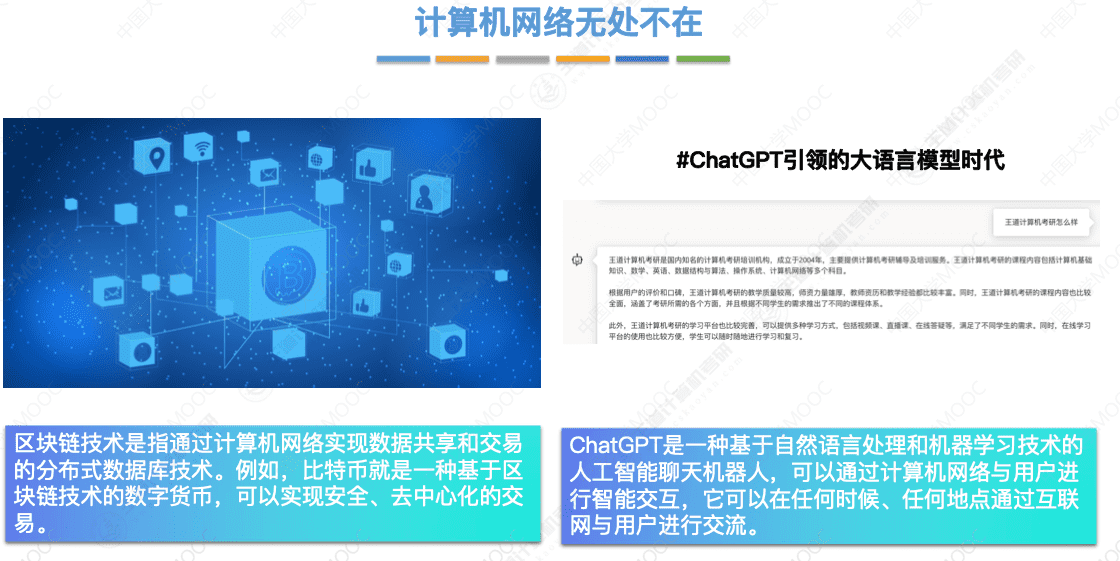 计算机网络无处不在
#ChatGPT引领的大语言模型时代
王道计算机考研怎么样
王道计算机考研是国内知名的计算机考研培训机构，成立于2004年，主要提供计算机考研辅导及培训服务。王道计算机考研的课程内容包括计算机基础
知识、数学、英语、数据结构与算法、操作系统、计算机网络等多个科目。
根据用户的评价和口碑，王道计算机考研的教学质量较高，师资力量雄厚，教师资历和教学经验都比较丰富。同时，王道计算机考研的课程内容也比较
全面，涵盖了考研所需的各个方面，并且根据不同学生的需求推出了不同的课程体系。
此外，王道计算机考研的学习平台也比较完善，可以提供多种学习方式，包括视频课、直播课、在线答疑等，满足了不同学生的需求。同时，在线学习
平台的使用也比较方便，学生可以随时随地进行学习和复习。
区块链技术是指通过计算机网络实现数据共享和交易
的分布式数据库技术。例如，比特币就是一种基于区
块链技术的数字货币，可以实现安全、去中心化的交
易。
ChatGPT是一种基于自然语言处理和机器学习技术的
人工智能聊天机器人，可以通过计算机网络与用户进
行智能交互，它可以在任何时候、任何地点通过互联
网与用户进行交流。
中国大学MOOC
王道计算机考研